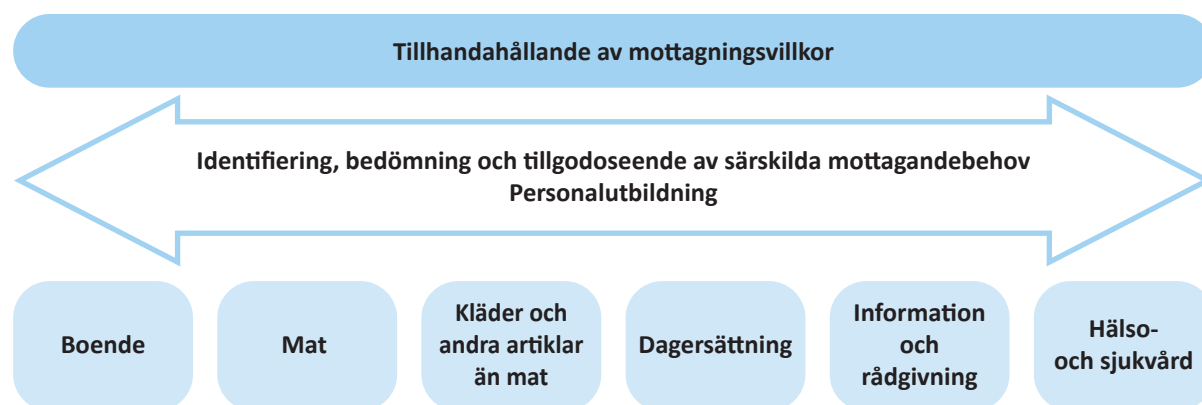 Tillhandahållande av mottagningsvillkor
Identifiering, bedömning och tillgodoseende av särskilda mottagandebehov
Personalutbildning
Boende
Mat
Kläder och
andra artiklar
än mat
Dagersättning
Information
och
rådgivning
Hälso-
och sjukvård